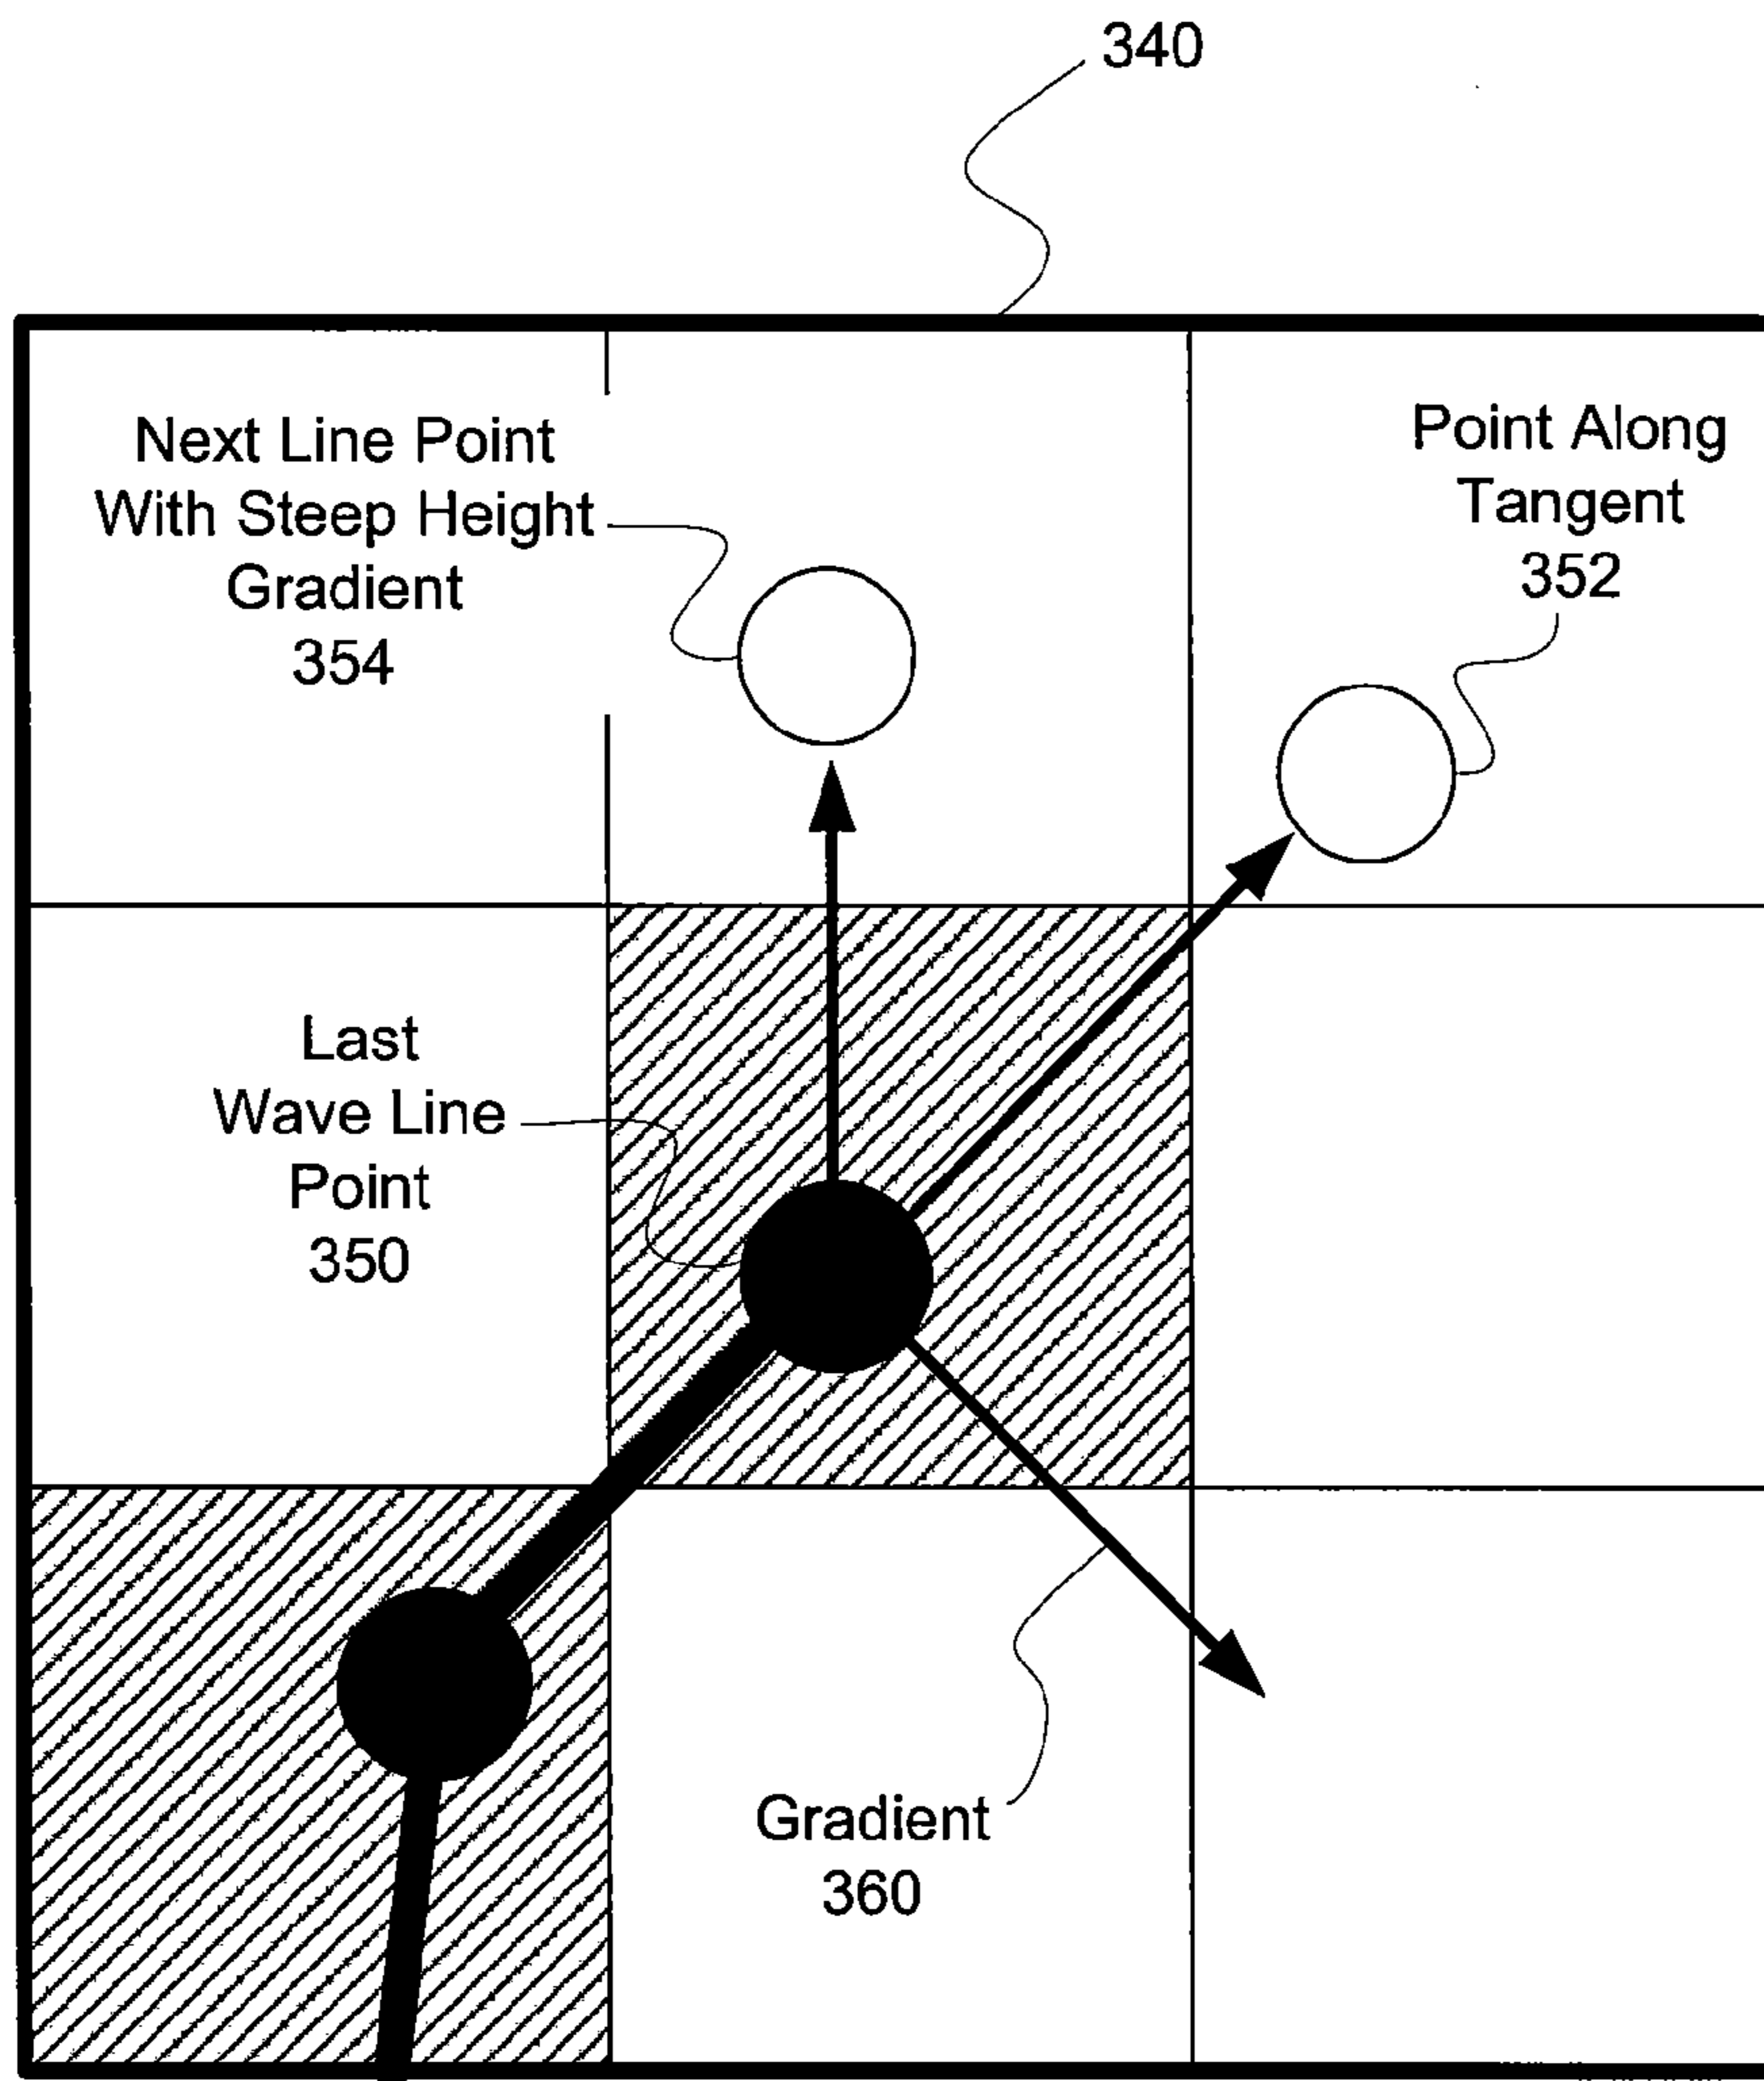 340
Next Line Point
With Steep Height
Gradient
354
Point Along
Tangent
352
Last
Wave Line
Point
350
Gradient
360